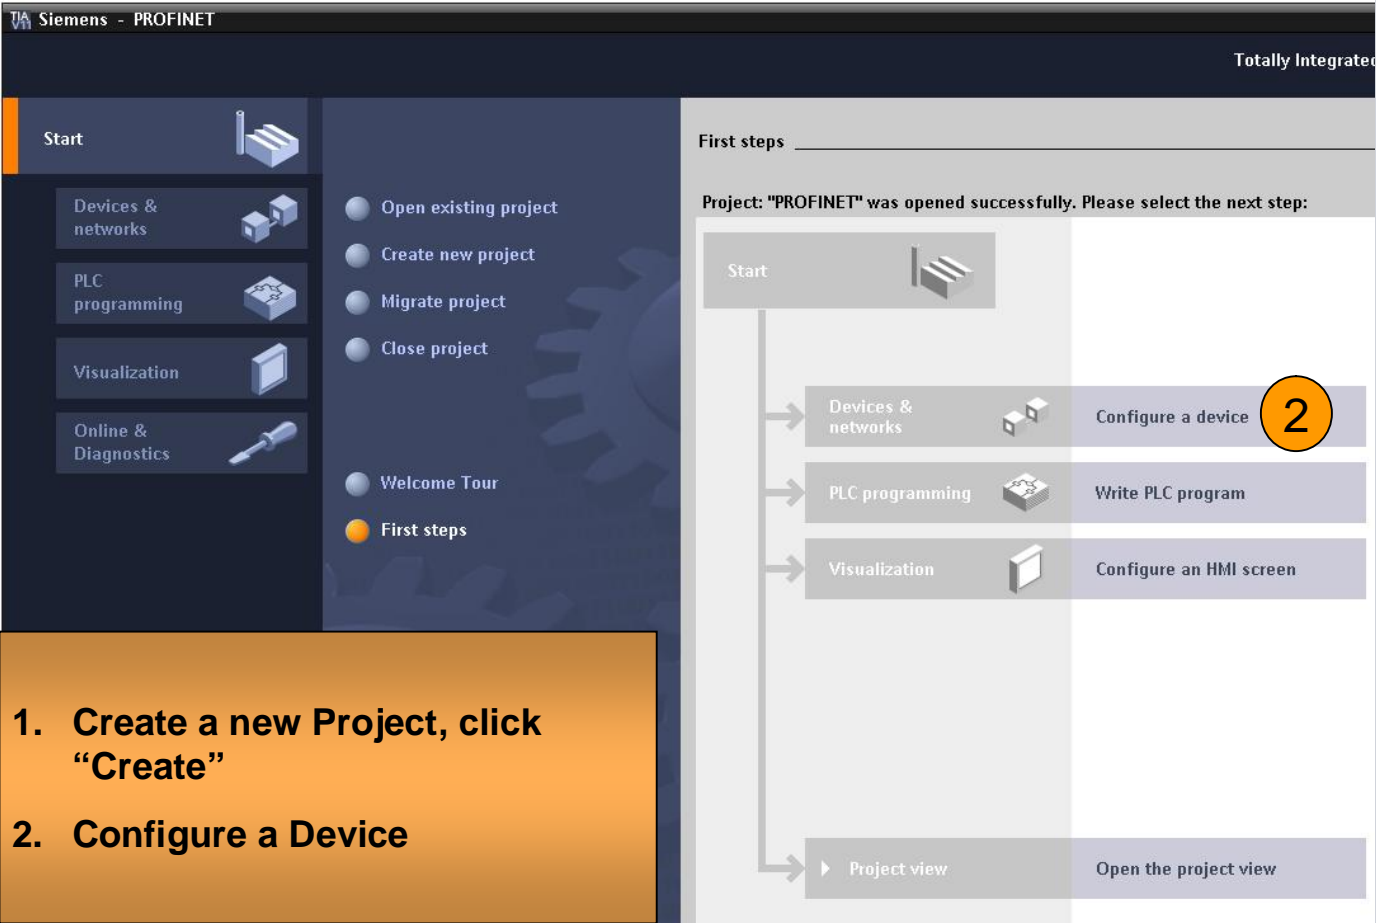 TIA
V11
Siemens - PROFINET
Totally Integrated
Start
Devices &
networks
PLC
programming
Visualization
Online &
Diagnostics
Open existing project
Create new project
Migrate project
Close project
Welcome Tour
First steps
First steps
Project: "PROFINET" was opened successfully. Please select the next step:
Start
Devices &
networks
Configure a device
2
PLC programming
Write PLC program
Visualization
Configure an HMI screen
Project view
Open the project view
1. Create a new Project, click
“Create”
2. Configure a Device